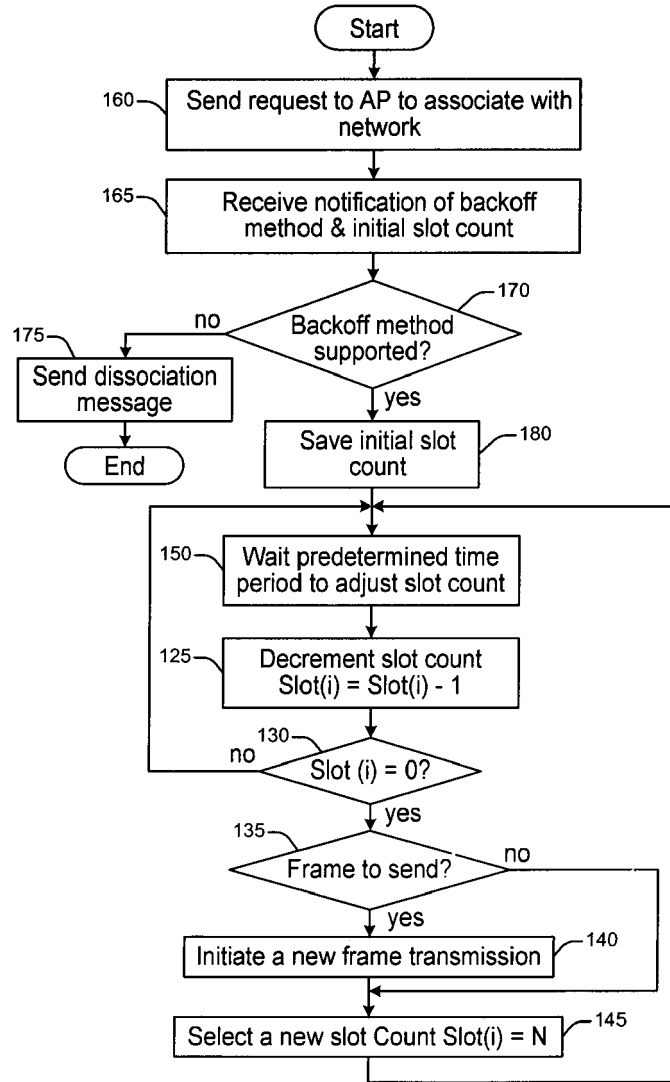 Start
160
Send request to AP to associate with
network
165
Receive notification of backoff
method & initial slot count
170
Backoff method
supported?
no
yes
175
Send dissociation
message
End
180
Save initial slot
count
150
Wait predetermined time
period to adjust slot count
125
Decrement slot count
Slot(i) = Slot(i) - 1
130
Slot (i) = 0?
no
yes
135
Frame to send?
no
yes
Initiate a new frame transmission
140
Select a new slot Count Slot(i) = N
145